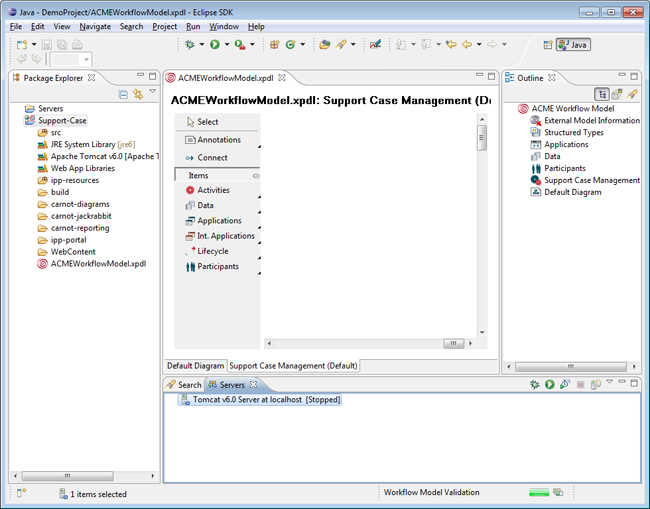 Java - DemoProject/ACMEWorkflowModel.xpdl - Eclipse SDK
File Edit View Navigate Search Project Run Window Help
Java
Package Explorer
Servers
Support-Case
src
JRE System Library [jre6]
Apache Tomcat v6.0 [Apache T
Web App Libraries
ipp-resources
build
carnot-diagrams
carnot-jackrabbit
carnot-reporting
ipp-portal
WebContent
ACMEWorkflowModel.xpdl
ACMEWorkflowModel.xpdl
ACMEWorkflowModel.xpdl: Support Case Management (De
Select
Annotations
Connect
Items
Activities
Data
Applications
Int. Applications
Lifecycle
Participants
Default Diagram
Support Case Management (Default)
Outline
ACME Workflow Model
External Model Information
Structured Types
Applications
Data
Participants
Support Case Management
Default Diagram
Search
Servers
Tomcat v6.0 Server at localhost [Stopped]
1 items selected
Workflow Model Validation